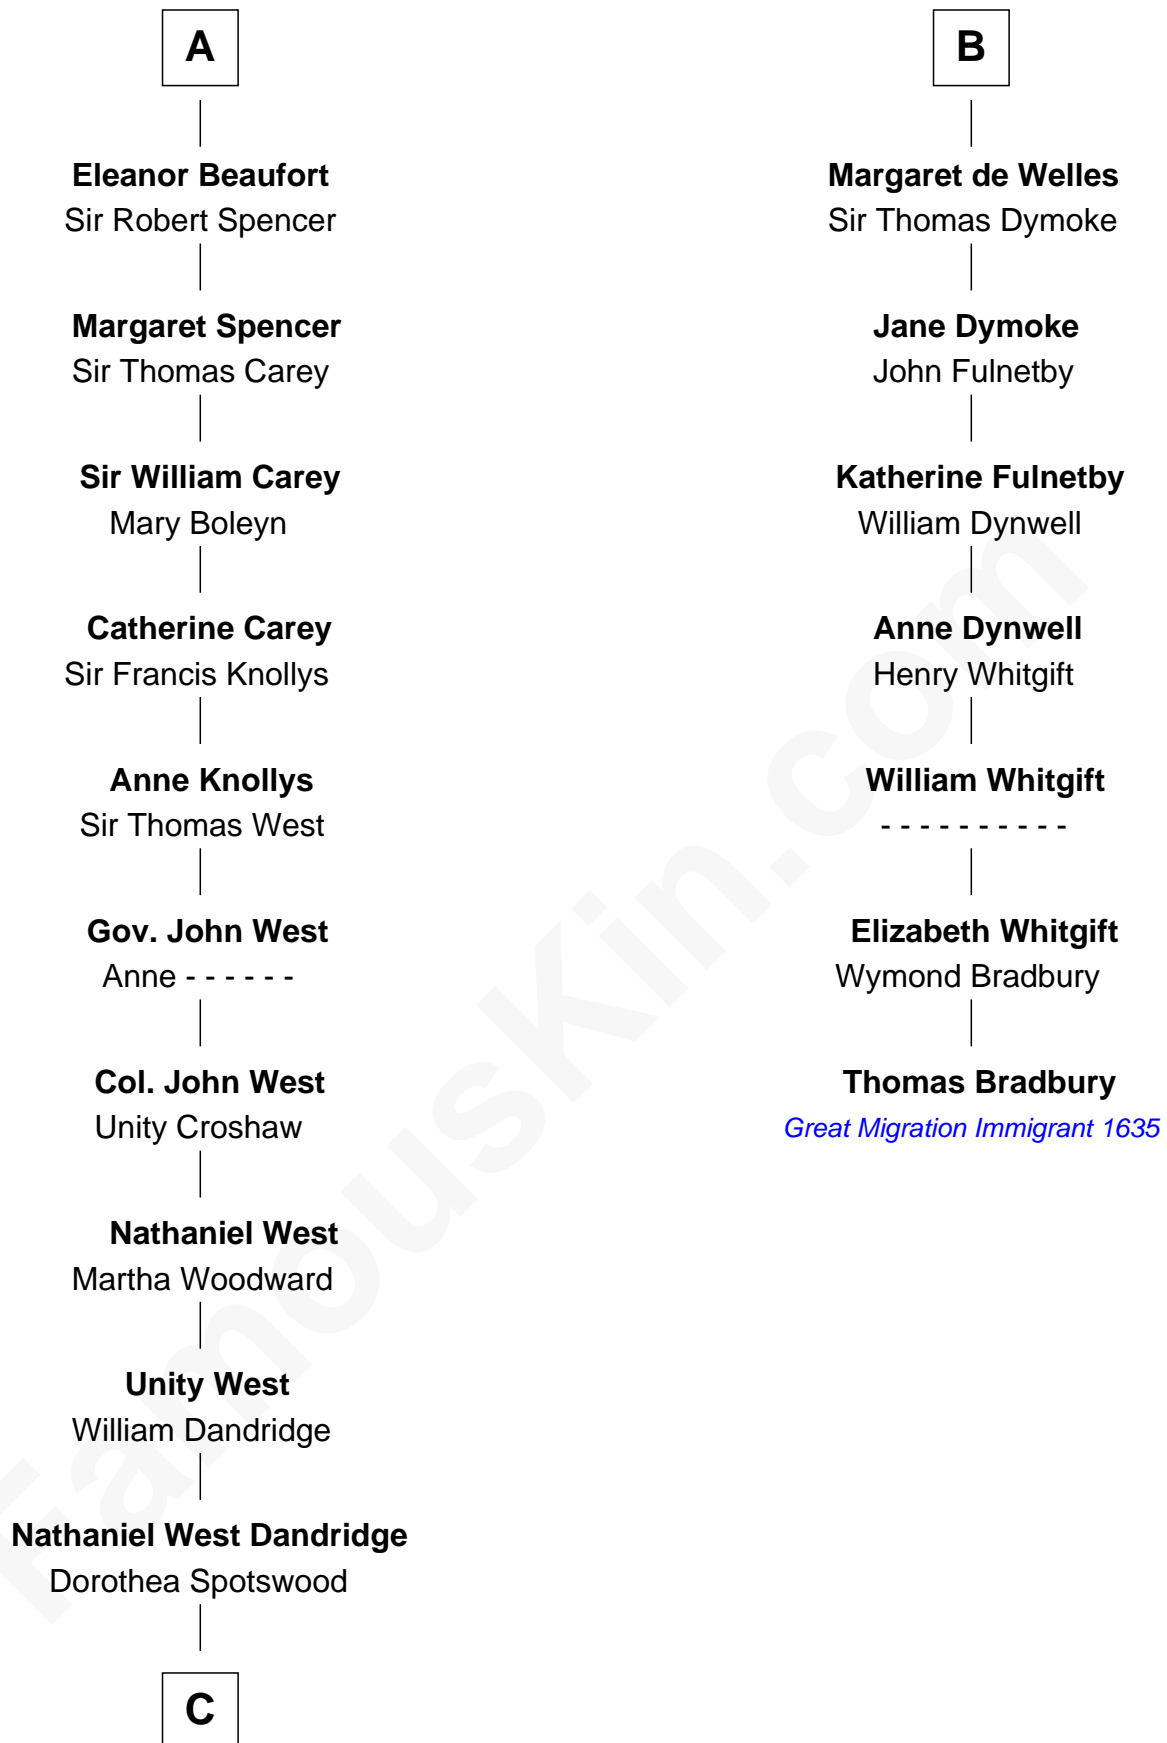 A
Eleanor Beaufort
Sir Robert Spencer
Margaret Spencer
Sir Thomas Carey
Sir William Carey
Mary Boleyn
Catherine Carey
Sir Francis Knollys
Anne Knollys
Sir Thomas West
Gov. John West
Anne - - - - - -
Col. John West
Unity Croshaw
Nathaniel West
Martha Woodward
Unity West
William Dandridge
Nathaniel West Dandridge
Dorothea Spotswood
C
B
Margaret de Welles
Sir Thomas Dymoke
Jane Dymoke
John Fulnetby
Katherine Fulnetby
William Dynwell
Anne Dynwell
Henry Whitgift
William Whitgift
- - - - - - - - - -
Elizabeth Whitgift
Wymond Bradbury
Thomas Bradbury
Great Migration Immigrant 1635
FamousKin.com